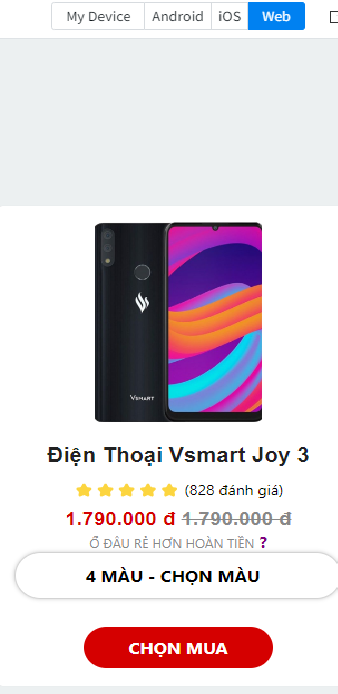 My Device Android iOS Web
VSMART
Điện Thoại Vsmart Joy 3
(828 đánh giá)
1.790.000 đ 1.790.000 đ
Ở ĐÂU RẺ HƠN HOÀN TIỀN ?
4 MÀU - CHỌN MÀU
CHỌN MUA